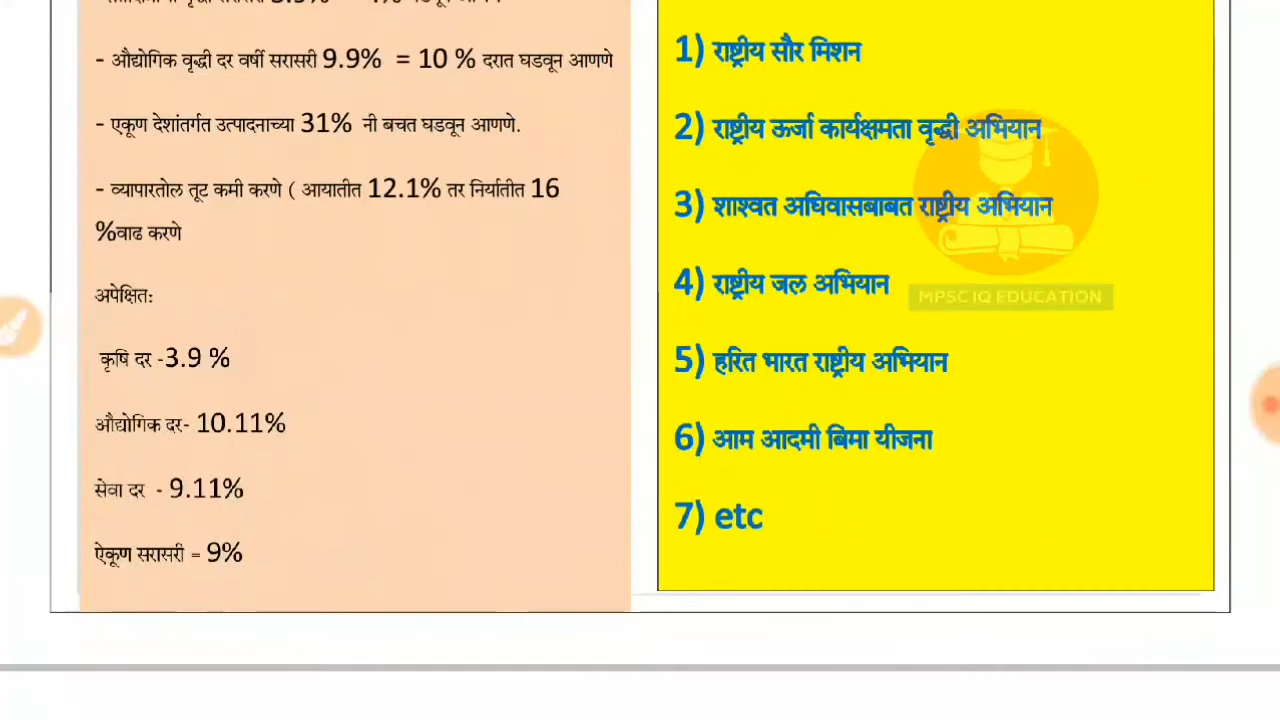 - औद्योगिक वृद्धी दर वर्षी सरासरी 9.9% = 10 % दरात घडवून आणणे
- एकूण देशांतर्गत उत्पादनाच्या 31% नी बचत घडवून आणणे.
- व्यापारतोल तूट कमी करणे ( आयातीत 12.1% तर निर्यातीत 16
%वाढ करणे
अपेक्षित:
कृषि दर -3.9 %
औद्योगिक दर- 10.11%
सेवा दर - 9.11%
ऐकूण सरासरी = 9%
1) राष्ट्रीय सौर मिशन
2) राष्ट्रीय ऊर्जा कार्यक्षमता वृद्धी अभियान
3) शाश्वत अधिवासबाबत राष्ट्रीय अभियान
4) राष्ट्रीय जल अभियान
5) हरित भारत राष्ट्रीय अभियान
6) आम आदमी बिमा यीजना
7) etc
MPSC IQ EDUCATION